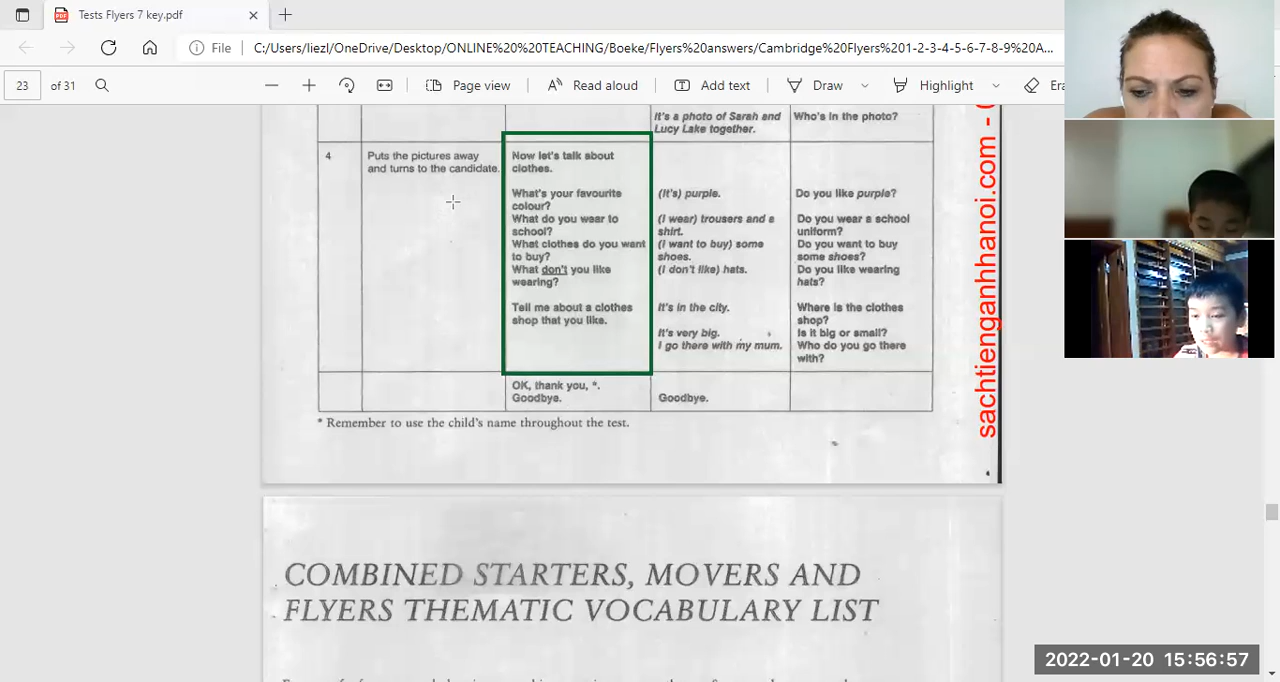 Tests Flyers 7 key.pdf
File
C:/Users/liezl/OneDrive/Desktop/ONLINE%20%20TEACHING/Boeke/Flyers%20answers/Cambridge%20Flyers%201-2-3-4-5-6-7-8-9%20A...
23 of 31
Page view
Read aloud
Add text
Draw
Highlight
Era
It's a photo of Sarah and
Lucy Lake together.
Who's in the photo?
4
Puts the pictures away
and turns to the candidate.
Now let's talk about
clothes.
What's your favourite
colour?
What do you wear to
school?
What clothes do you want
to buy?
What don't you like
wearing?
Tell me about a clothes
shop that you like.
(It's) purple.
(I wear) trousers and a
shirt.
(I want to buy) some
shoes.
(I don't like) hats.
It's in the city.
It's very big.
I go there with my mum.
Do you like purple?
Do you wear a school
uniform?
Do you want to buy
some shoes?
Do you like wearing
hats?
Where is the clothes
shop?
Is it big or small?
Who do you go there
with?
OK, thank you, *.
Goodbye.
Goodbye.
* Remember to use the child's name throughout the test.
sachtienganhhanoi.com - (
COMBINED STARTERS, MOVERS AND
FLYERS THEMATIC VOCABULARY LIST
2022-01-20 15:56:57